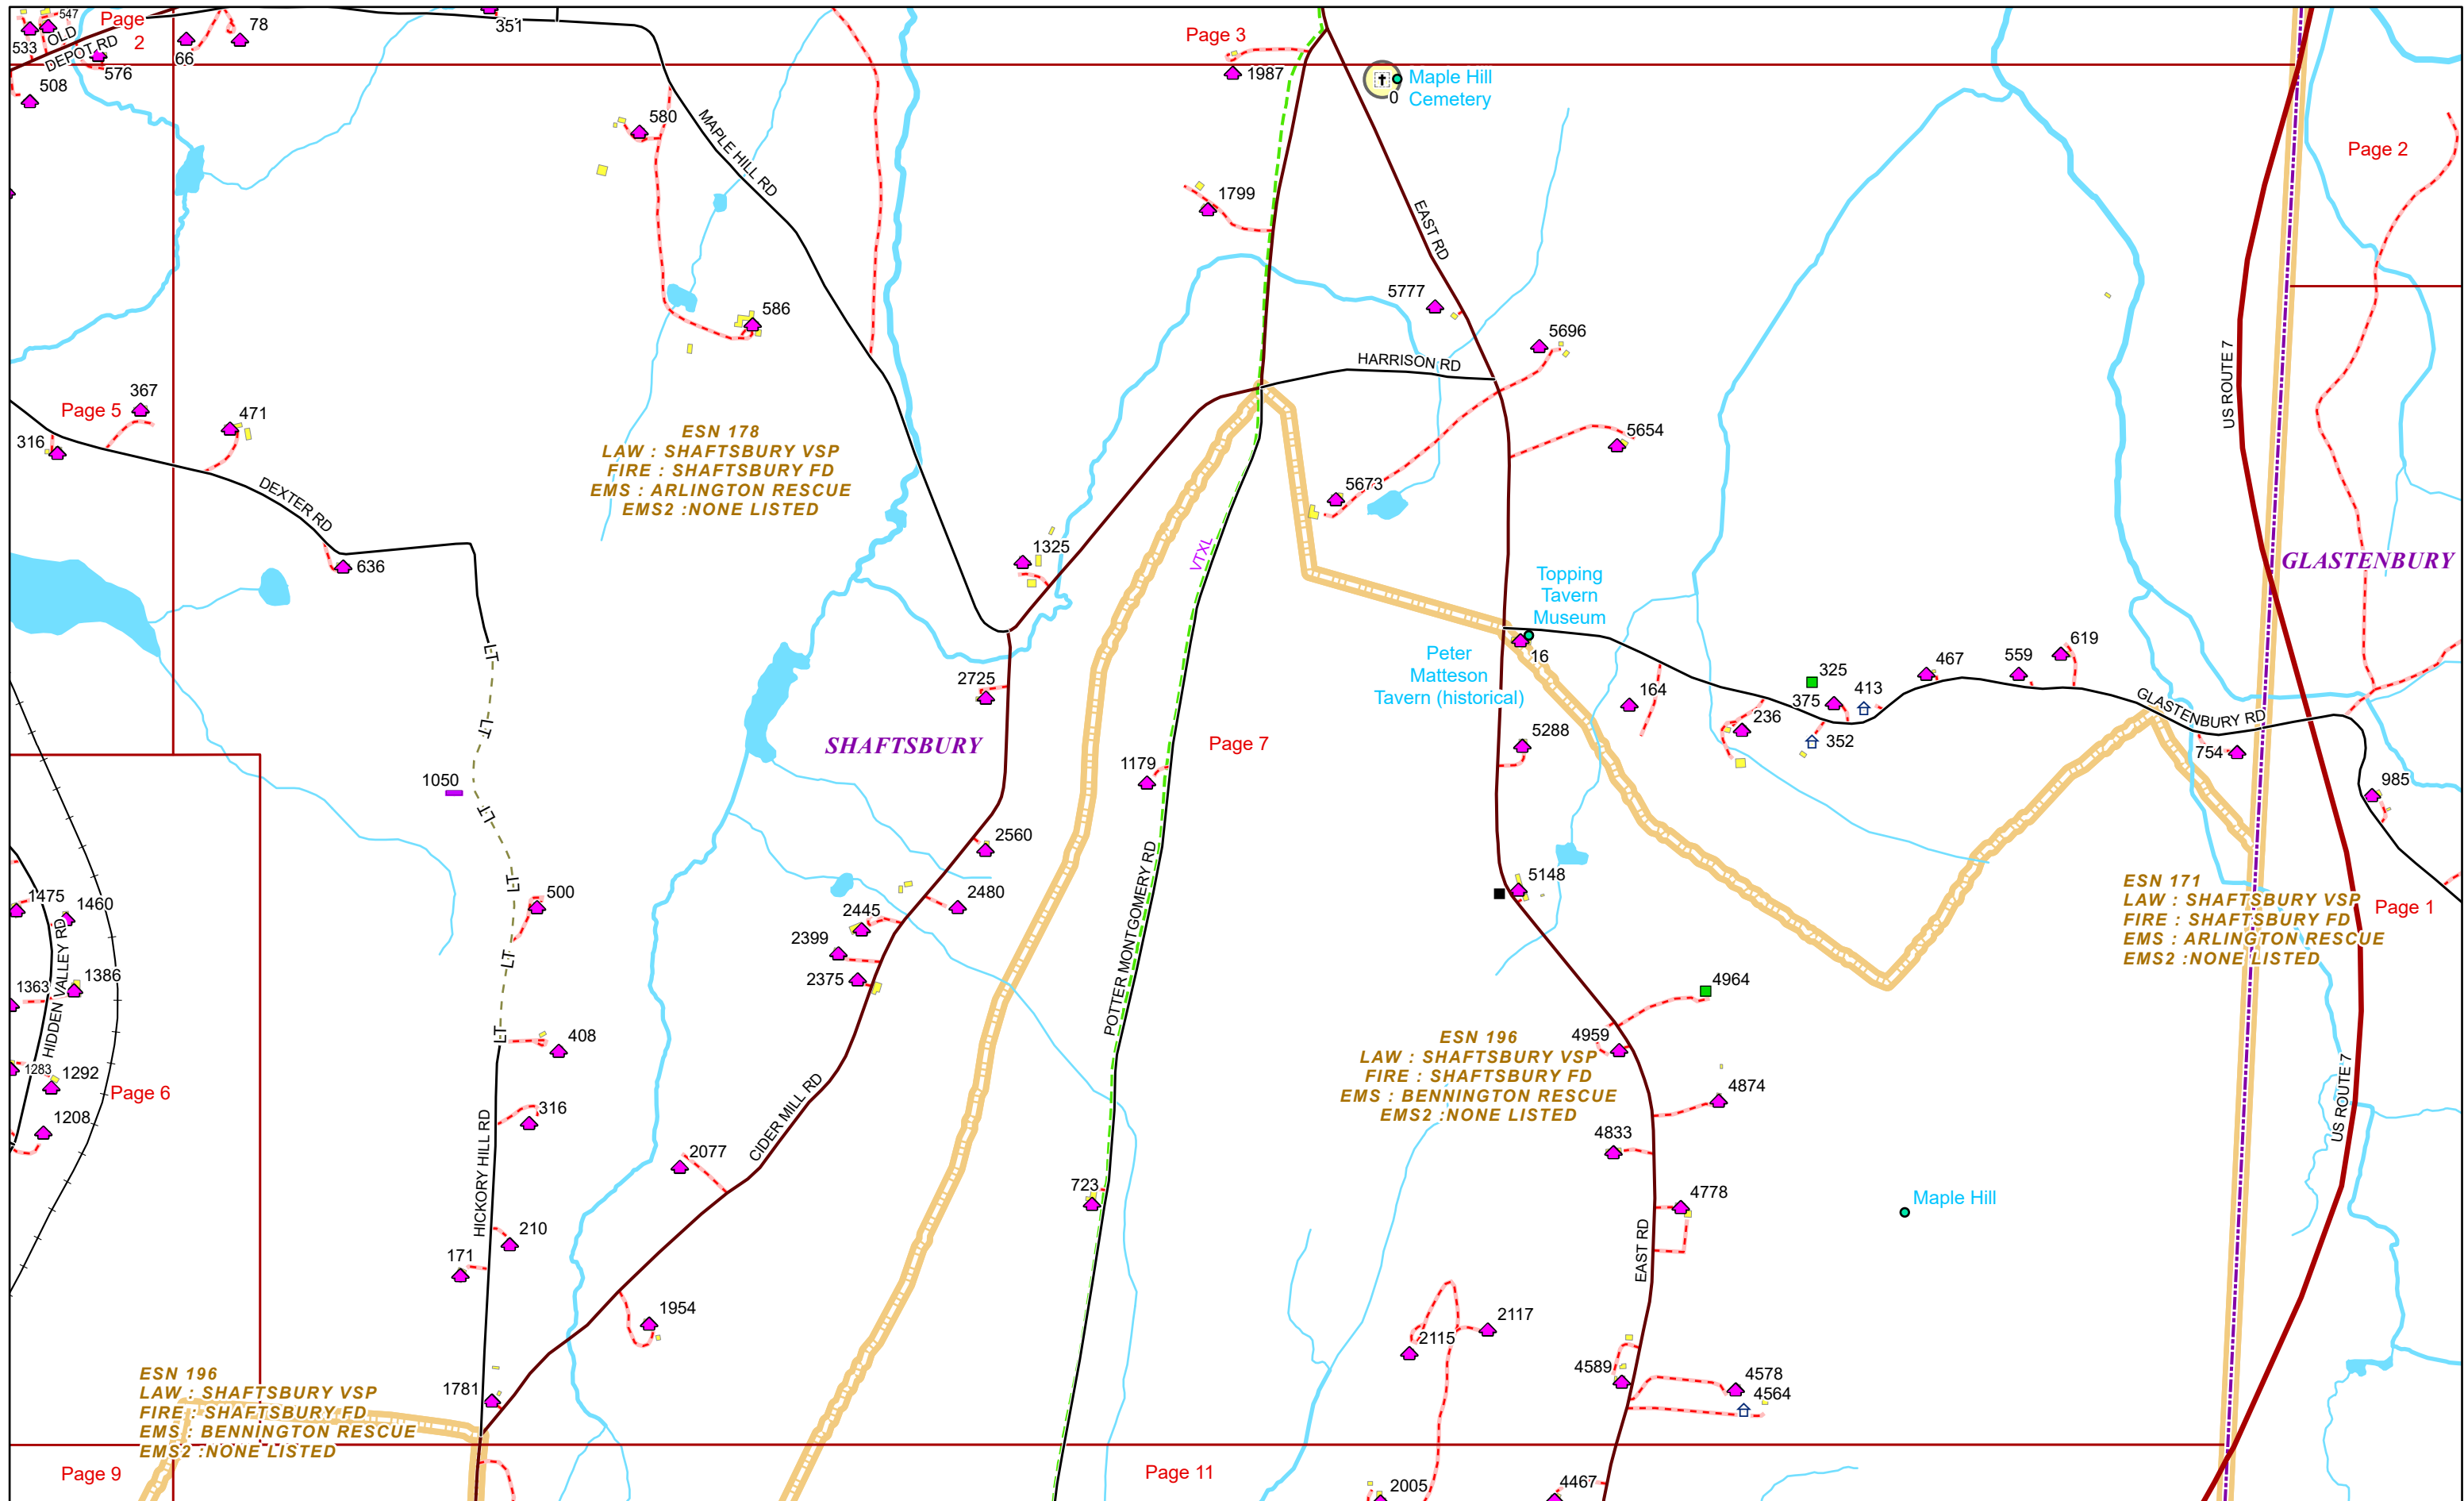 547
533
OLD
DEPOT RD
576
508
Page
2
66
78
351
Page 3
1987
0
Maple Hill
Cemetery
580
MAPLE HILL RD
1799
EAST RD
Page 2
586
5777
5696
HARRISON RD
US ROUTE 7
367
Page 5
316
471
DEXTER RD
636
ESN 178
LAW : SHAFTSBURY VSP
FIRE : SHAFTSBURY FD
EMS : ARLINGTON RESCUE
EMS2 :NONE LISTED
5654
5673
1325
VTXL
GLASTENBURY
Topping
Tavern
Museum
16
Peter
Matteson
Tavern (historical)
LT
LT
LT
LT
LT
LT
2725
SHAFTSBURY
Page 7
1179
1050
5288
164
236
325
375
413
352
467
559
619
GLASTENBURY RD
754
985
2560
2480
2445
2399
2375
POTTER MONTGOMERY RD
5148
ESN 171
LAW : SHAFTSBURY VSP
FIRE : SHAFTSBURY FD
EMS : ARLINGTON RESCUE
EMS2 :NONE LISTED
Page 1
1475
1460
1363
1386
HIDDEN VALLEY RD
1283
1292
1208
Page 6
500
408
316
HICKORY HILL RD
210
171
4964
4959
ESN 196
LAW : SHAFTSBURY VSP
FIRE : SHAFTSBURY FD
EMS : BENNINGTON RESCUE
EMS2 :NONE LISTED
4874
4833
4778
Maple Hill
US ROUTE 7
EAST RD
CIDER MILL RD
2077
723
1954
2117
2115
4589
4578
4564
1781
ESN 196
LAW : SHAFTSBURY VSP
FIRE : SHAFTSBURY FD
EMS : BENNINGTON RESCUE
EMS2 :NONE LISTED
Page 9
Page 11
2005
4467